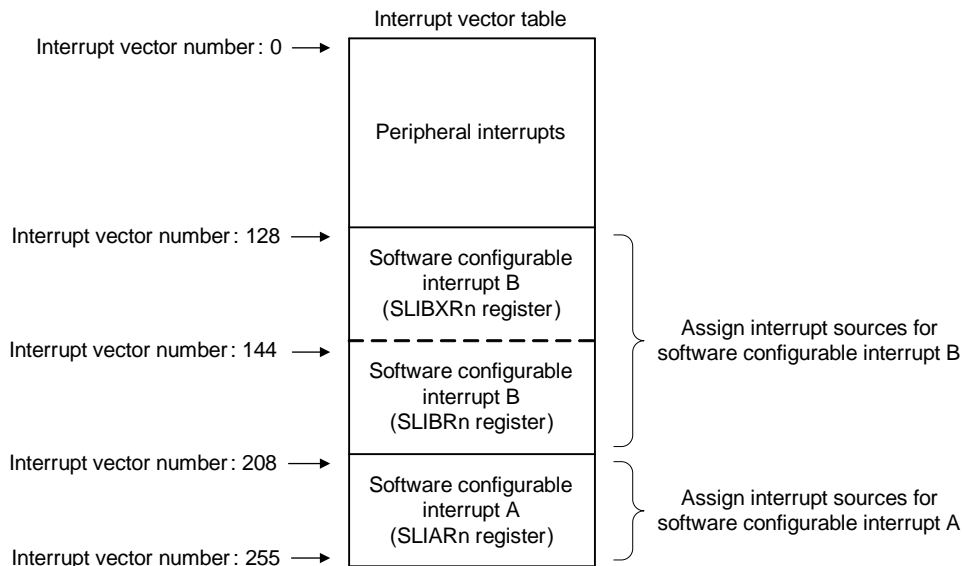 Interrupt vector table
Interrupt vector number: 0
Peripheral interrupts
Interrupt vector number: 128
Software configurable
interrupt B
(SLIBXRn register)
Assign interrupt sources for
software configurable interrupt B
Interrupt vector number: 144
Software configurable
interrupt B
(SLIBRn register)
Interrupt vector number: 208
Software configurable
interrupt A
(SLIARn register)
Assign interrupt sources for
software configurable interrupt A
Interrupt vector number: 255